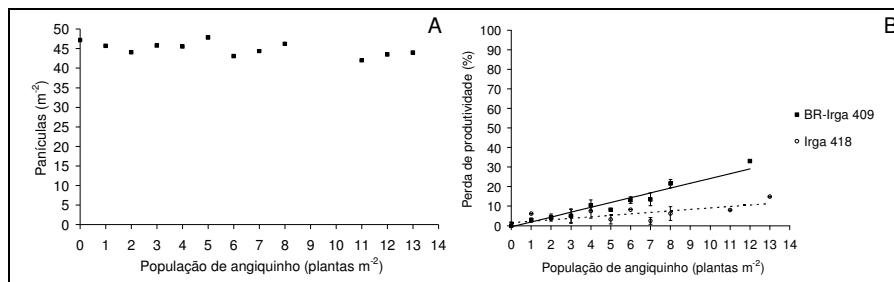 A
50
45
40
35
30
25
20
15
10
5
0
0 1 2 3 4 5 6 7 8 9 10 11 12 13 14
Panículas (m⁻²)
População de angiquinho (plantas m⁻²)
B
100
90
80
70
60
50
40
30
20
10
0
0 1 2 3 4 5 6 7 8 9 10 11 12 13 14
Perda de produtividade (%)
População de angiquinho (plantas m⁻²)
BR-Irga 409
Irga 418